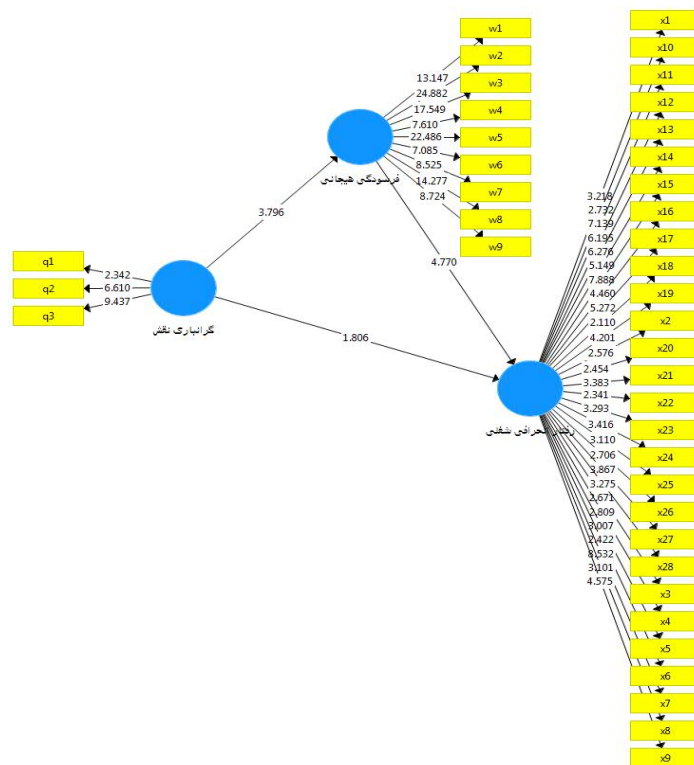 w1
w2
w3
w4
w5
w6
w7
w8
w9
13.147
24.882
17.549
7.610
22.486
7.085
8.525
14.277
8.724
فرسودگی هیجانی
3.796
4.770
q1
q2
q3
2.342
6.610
9.437
گرانباری نقش
1.806
رفتار انحرافی شغلی
3.218
2.732
7.139
6.195
6.276
5.149
7.888
4.460
5.272
2.110
4.201
2.576
2.454
3.383
2.341
3.293
3.416
3.110
2.706
3.867
3.275
2.671
2.809
3.007
2.422
8.532
3.101
4.575
x1
x10
x11
x12
x13
x14
x15
x16
x17
x18
x19
x2
x20
x21
x22
x23
x24
x25
x26
x27
x28
x3
x4
x5
x6
x7
x8
x9